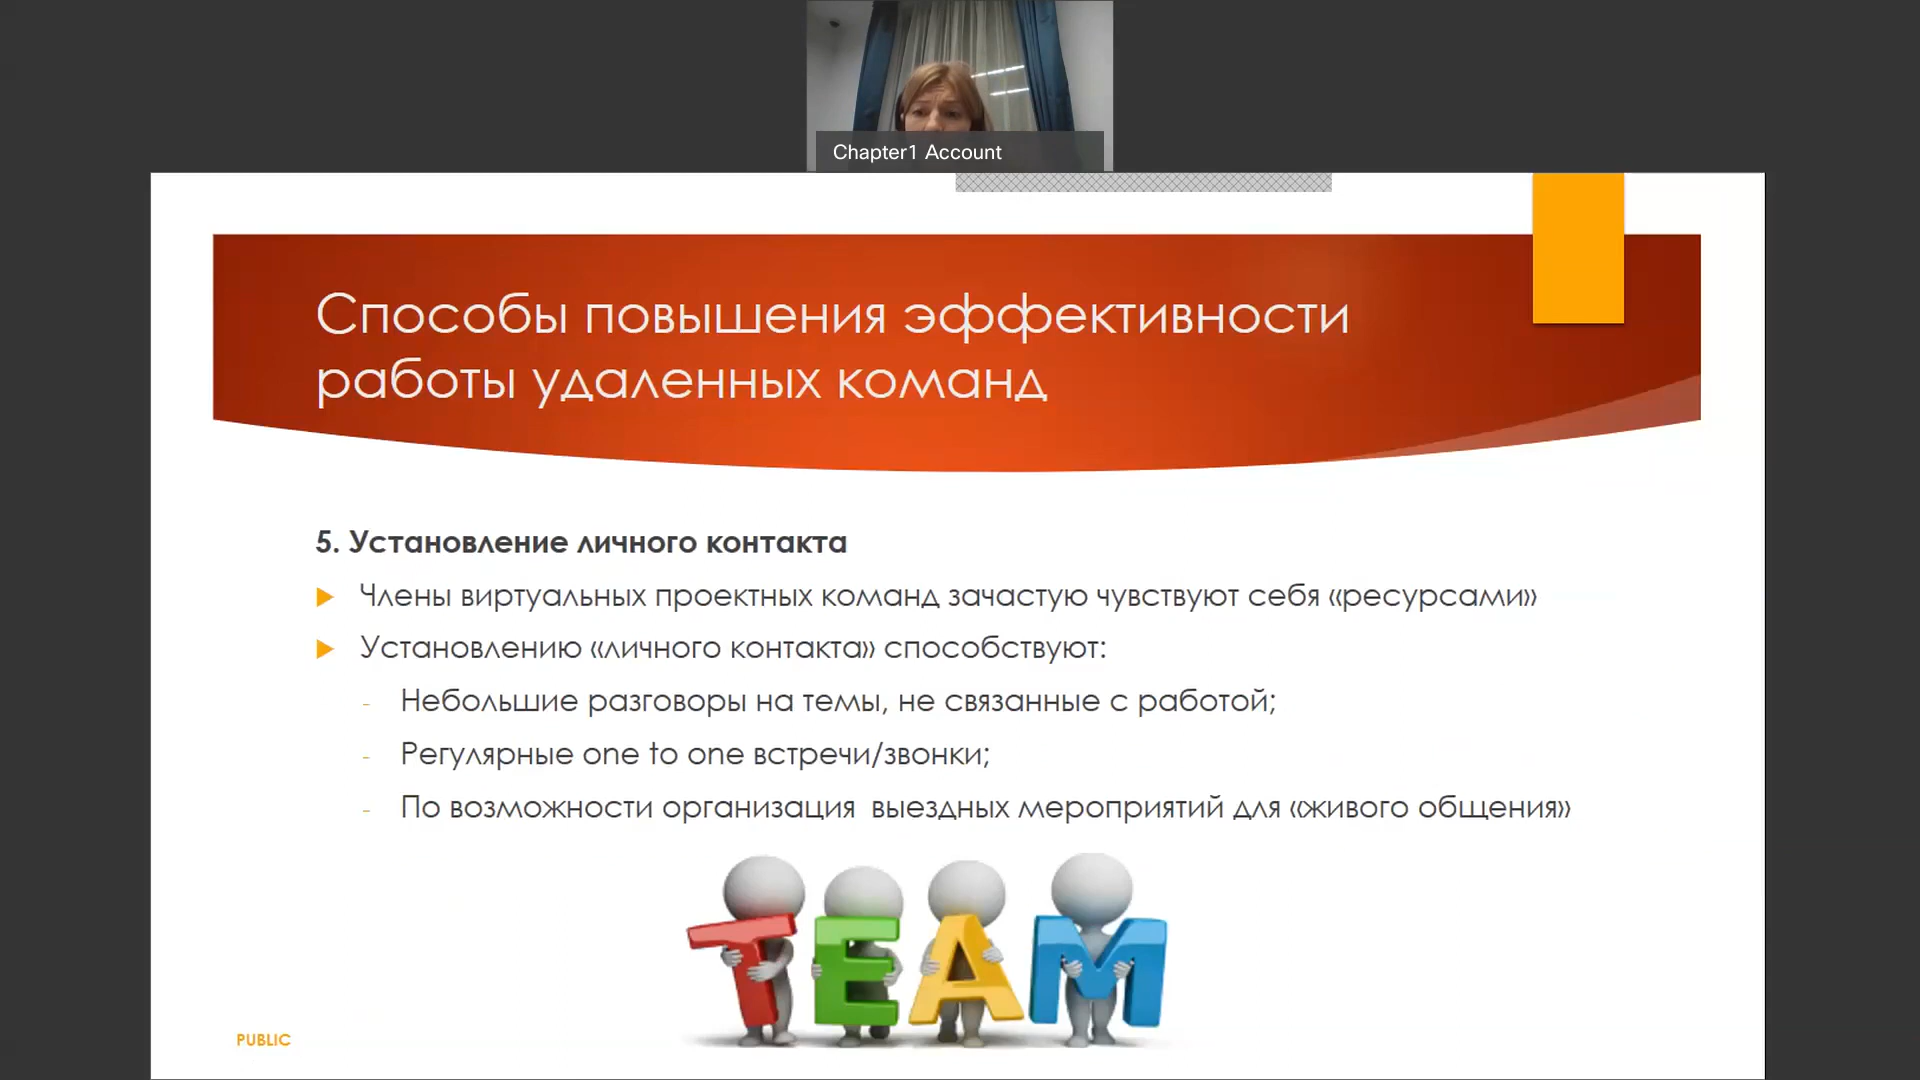 Chapter1 Account
Способы повышения эффективности
работы удаленных команд
5. Установление личного контакта
Члены виртуальных проектных команд зачастую чувствуют себя «ресурсами»
Установлению «личного контакта» способствуют:
- Небольшие разговоры на темы, не связанные с работой;
- Регулярные one to one встречи/звонки;
- По возможности организация выездных мероприятий для «живого общения»
TEAM
PUBLIC